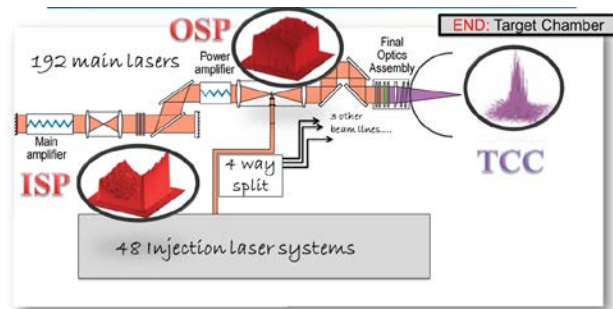 OSP
END: Target Chamber
192 main lasers
Power
amplifier
Final
Optics
Assembly
Main
amplifier
3 other
beam lines....
4 way
split
TCC
ISP
48 Injection laser systems